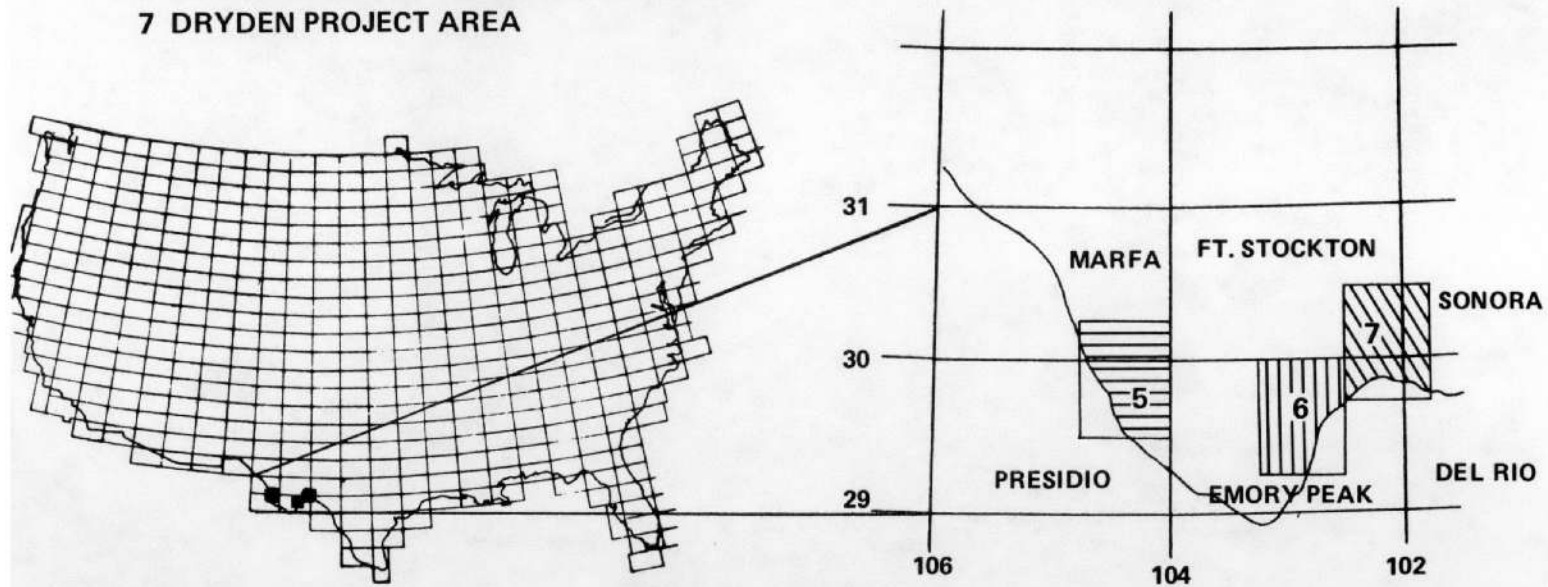 7 DRYDEN PROJECT AREA
31
MARFA
FT. STOCKTON
SONORA
7
30
5
6
PRESIDIO
DEL RIO
EMORY PEAK
29
106
104
102